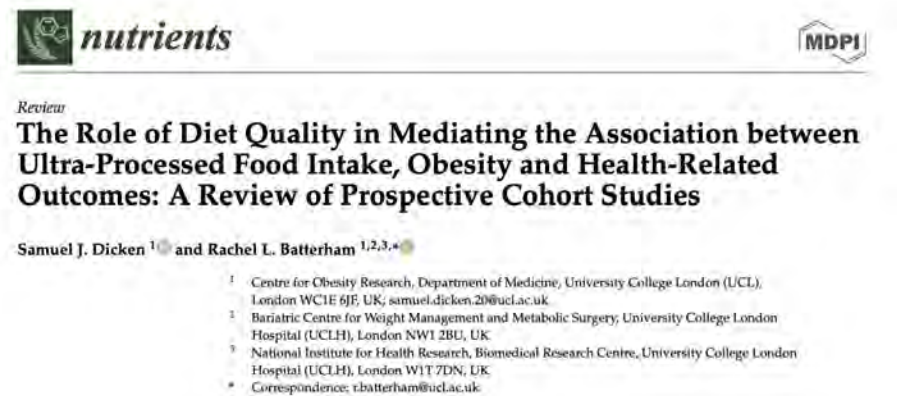 nutrients
MDPI
Review
The Role of Diet Quality in Mediating the Association between
Ultra-Processed Food Intake, Obesity and Health-Related
Outcomes: A Review of Prospective Cohort Studies
Samuel J. Dicken 1 and Rachel L. Batterham 1,2,3,*
1 Centre for Obesity Research, Department of Medicine, University College London (UCL),
London WC1E 6JF, UK; samuel.dicken.20@ucl.ac.uk
2 Bariatric Centre for Weight Management and Metabolic Surgery, University College London
Hospital (UCLH), London NW1 2BU, UK
3 National Institute for Health Research, Biomedical Research Centre, University College London
Hospital (UCLH), London W1T 7DN, UK
* Correspondence: r.batterham@ucl.ac.uk